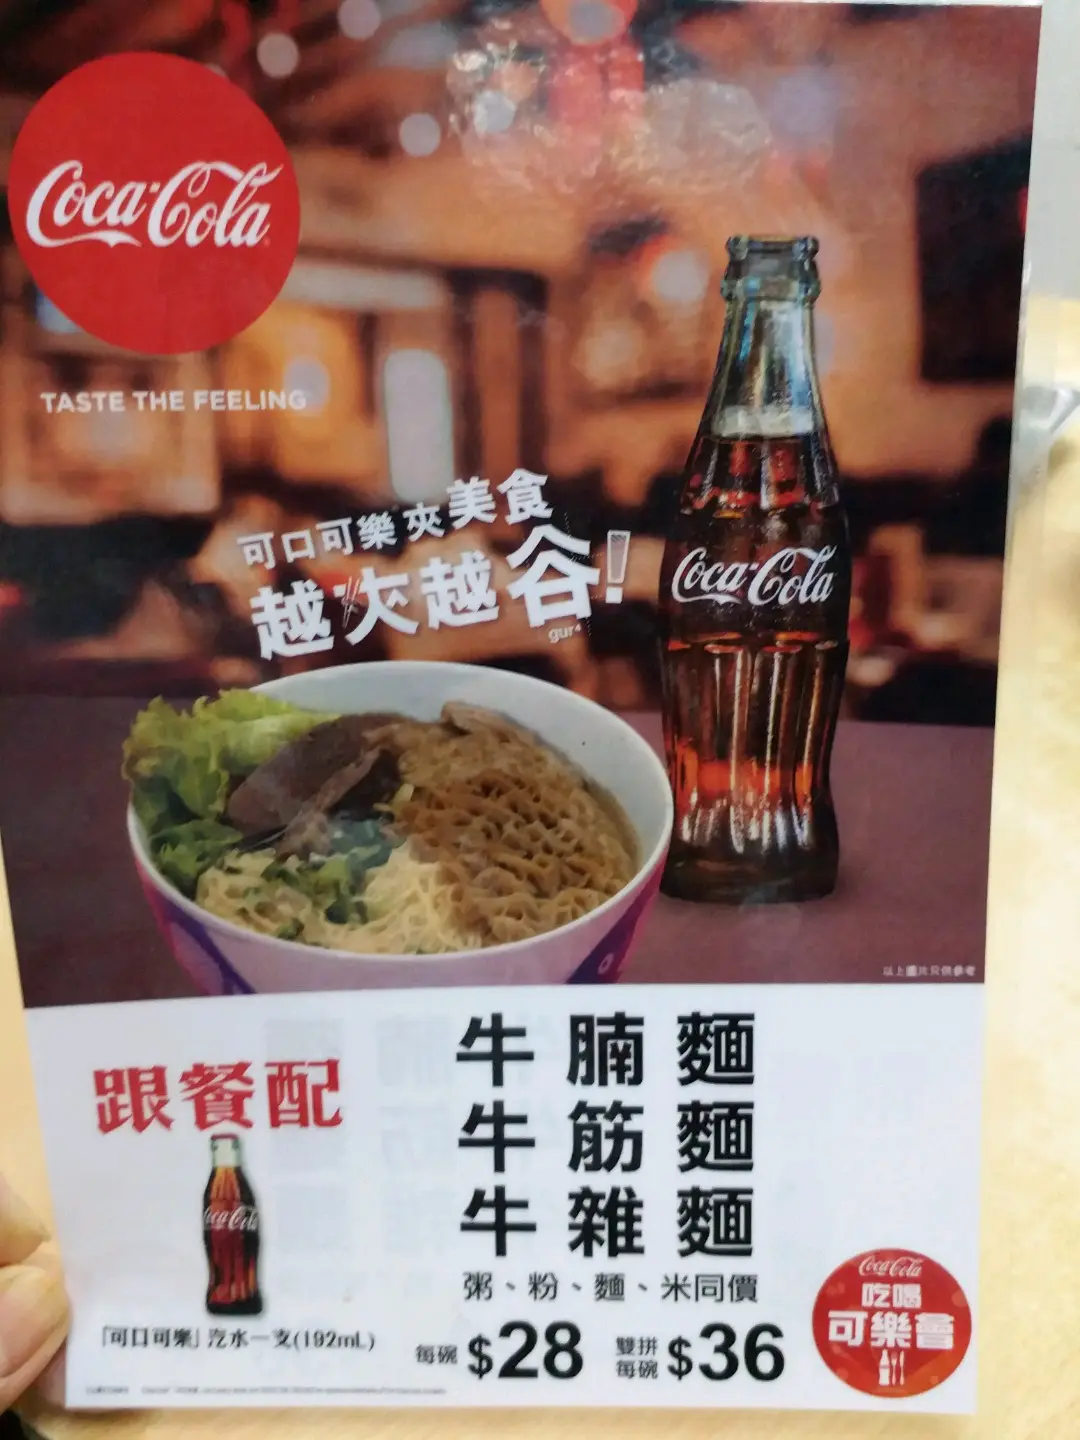 Coca-Cola
TASTE THE FEELING
可口可樂夾美食
越夾越谷!
gur⁴
Coca-Cola
以上圖片只供參考
跟餐配
Coca-Cola
「可口可樂」汽水一支(192mL)
牛腩麵
牛筋麵
牛雜麵
粥、粉、麵、米同價
每碗 $28
雙拼每碗 $36
Coca-Cola
吃喝
可樂會